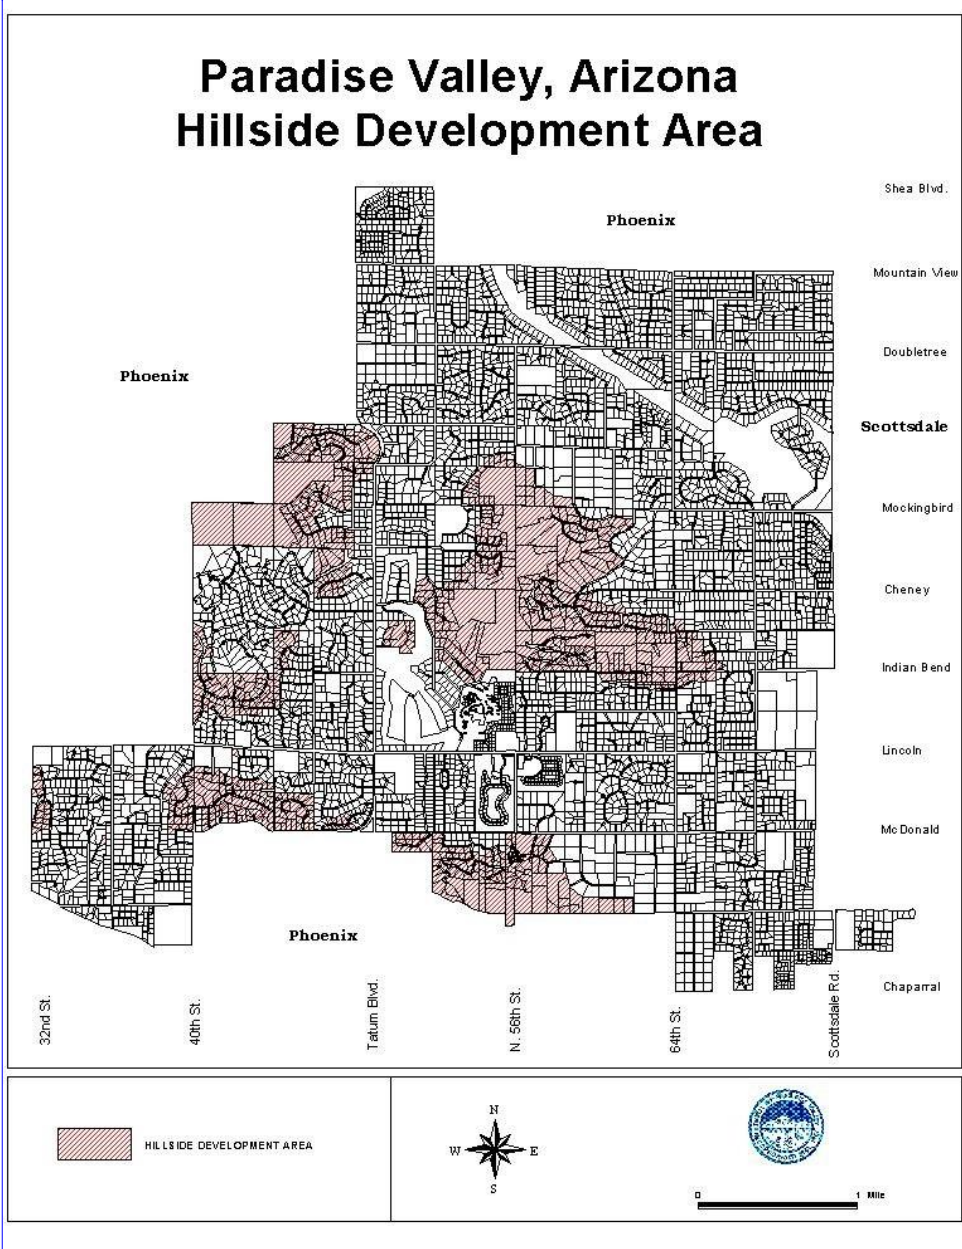 Paradise Valley, Arizona
Hillside Development Area
Shea Blvd.
Phoenix
Mountain View
Doubletree
Phoenix
Scottsdale
Mockingbird
Cheney
Indian Bend
Lincoln
McDonald
Phoenix
Chaparral
32nd St.
40th St.
Tatum Blvd.
N. 56th St.
64th St.
Scottsdale Rd.
HILLSIDE DEVELOPMENT AREA
N
W E
S
0 1 Mile